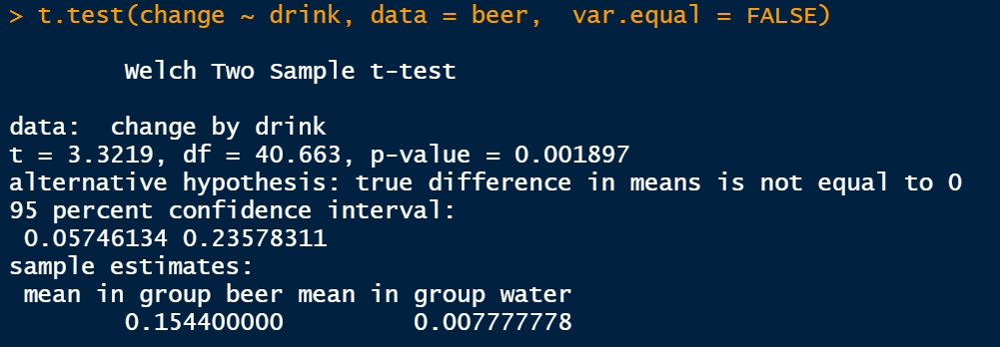 > t.test(change ~ drink, data = beer,  var.equal = FALSE)
Welch Two Sample t-test
data:  change by drink
t = 3.3219, df = 40.663, p-value = 0.001897
alternative hypothesis: true difference in means is not equal to 0
95 percent confidence interval:
0.05746134 0.23578311
sample estimates:
mean in group beer mean in group water
0.154400000 0.007777778